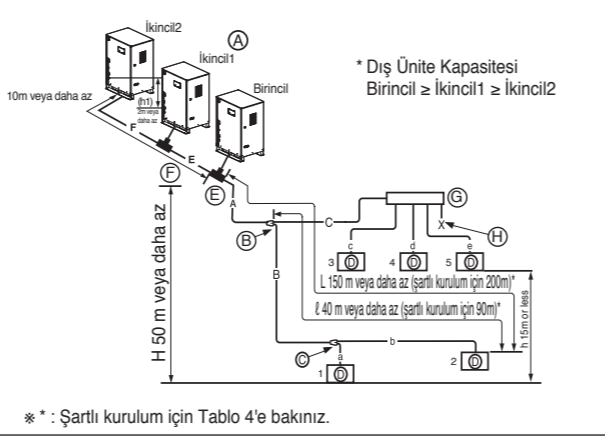 İkincil2
İkincil1
Ⓐ
Birincil
* Dış Ünite Kapasitesi
Birincil ≥ İkincil1 ≥ İkincil2
10m veya daha az
(h1)
2m veya
daha az
F
E
Ⓕ
Ⓔ
A
Ⓖ
C
X
Ⓗ
Ⓑ
c
d
e
3 Ⓓ
4 Ⓓ
5 Ⓓ
B
L 150 m veya daha az (şartlı kurulum için 200m)*
ℓ 40 m veya daha az (şartlı kurulum için 90m)*
H 50 m veya daha az
h 15m or less
Ⓒ
a
b
1 Ⓓ
2 Ⓓ
※ * : Şartlı kurulum için Tablo 4'e bakınız.